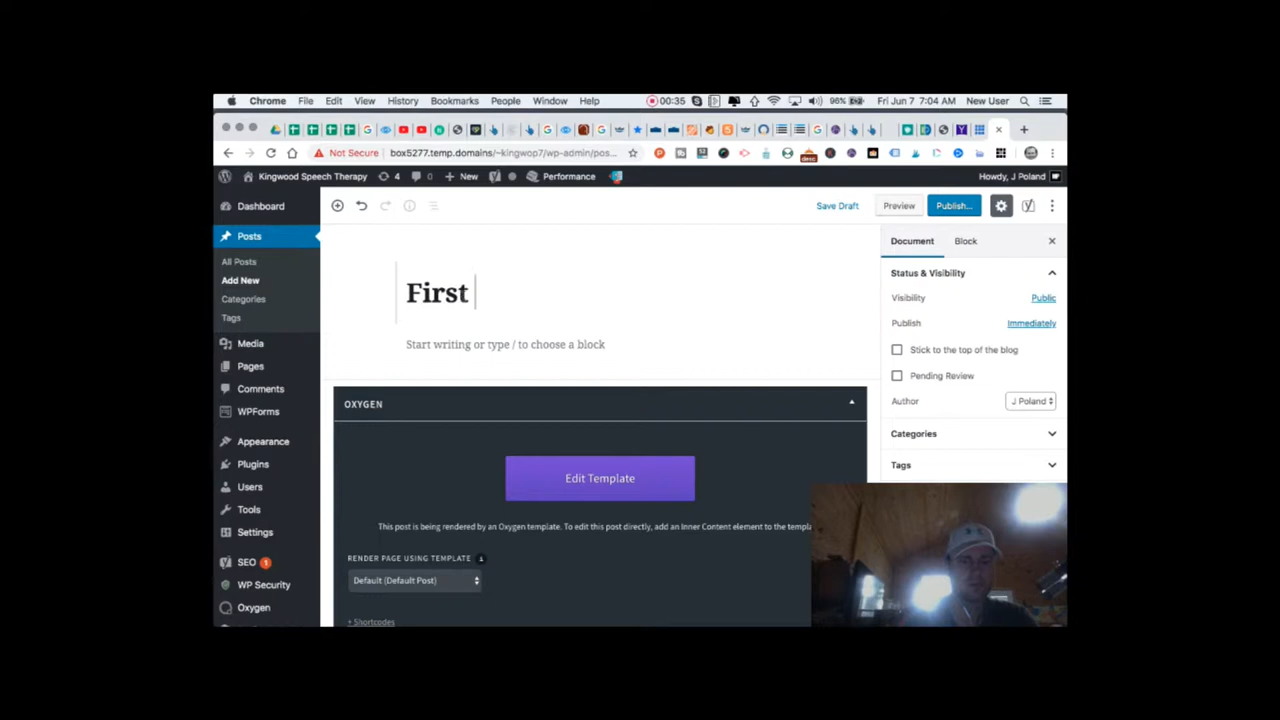 Chrome File Edit View History Bookmarks People Window Help 00:35 96% Fri Jun 7 7:04 AM New User
Not Secure box5277.temp.domains/~kingwop7/wp-admin/pos...
Kingwood Speech Therapy 4 0 + New Performance Howdy, J Poland
Dashboard
Posts
All Posts
Add New
Categories
Tags
Media
Pages
Comments
WPForms
Appearance
Plugins
Users
Tools
Settings
SEO 1
WP Security
Oxygen
Save Draft Preview Publish...
First
Start writing or type / to choose a block
OXYGEN
Edit Template
This post is being rendered by an Oxygen template. To edit this post directly, add an Inner Content element to the templa
RENDER PAGE USING TEMPLATE
Default (Default Post)
+ Shortcodes
Document Block
Status & Visibility
Visibility Public
Publish Immediately
Stick to the top of the blog
Pending Review
Author J Poland
Categories
Tags